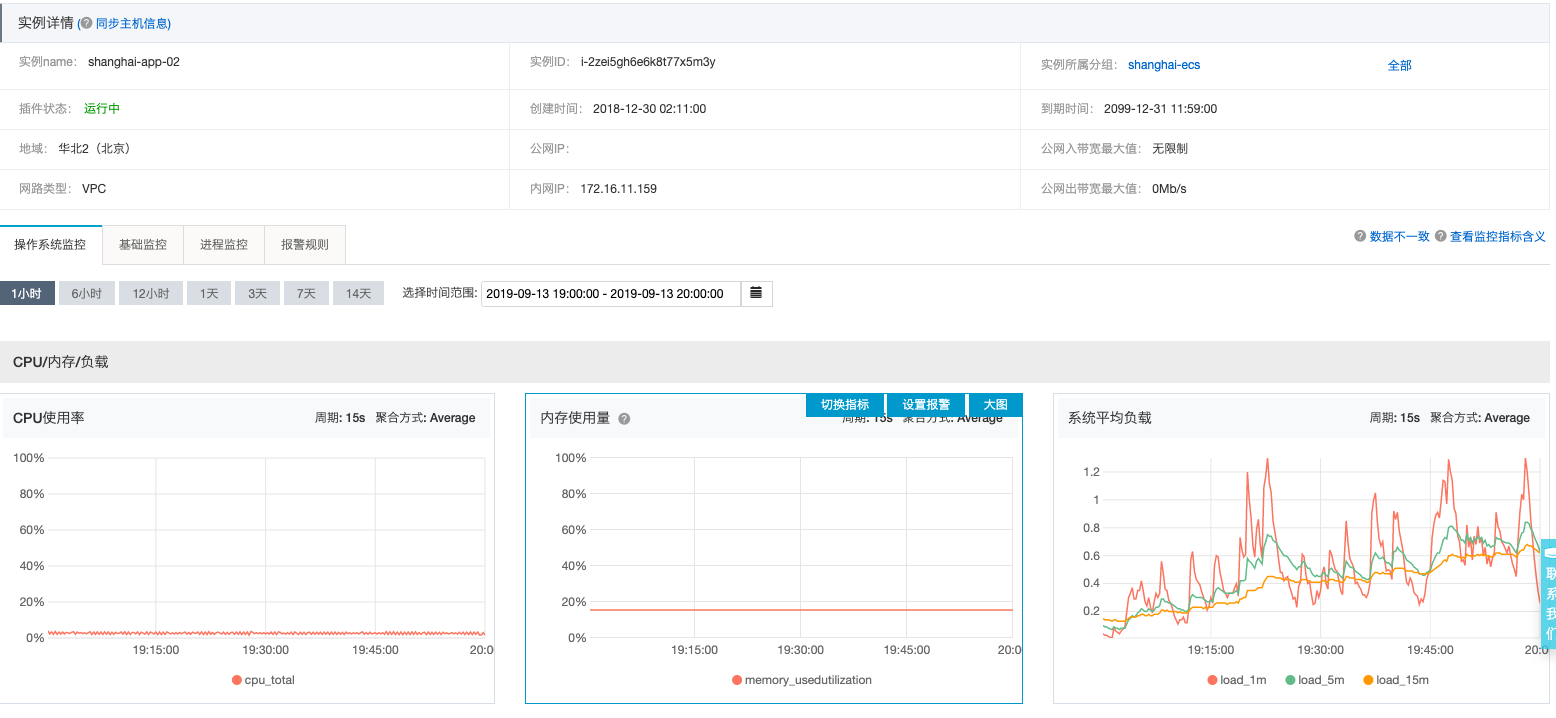 实例详情 (? 同步主机信息)
实例name: shanghai-app-02 实例ID: i-2zei5gh6e6k8t77x5m3y 实例所属分组: shanghai-ecs 全部
插件状态: 运行中 创建时间: 2018-12-30 02:11:00 到期时间: 2099-12-31 11:59:00
地域: 华北2（北京） 公网IP: 公网入带宽最大值: 无限制
网路类型: VPC 内网IP: 172.16.11.159 公网出带宽最大值: 0Mb/s
操作系统监控 基础监控 进程监控 报警规则 ? 数据不一致 ? 查看监控指标含义
1小时 6小时 12小时 1天 3天 7天 14天 选择时间范围: 2019-09-13 19:00:00 - 2019-09-13 20:00:00
CPU/内存/负载
CPU使用率 周期: 15s 聚合方式: Average
100%
80%
60%
40%
20%
0%
19:15:00 19:30:00 19:45:00 20:0
cpu_total
切换指标 设置报警 大图
内存使用量 ? 周期: 15s 聚合方式: Average
100%
80%
60%
40%
20%
0%
19:15:00 19:30:00 19:45:00 20:0
memory_usedutilization
系统平均负载 周期: 15s 聚合方式: Average
1.2
1
0.8
0.6
0.4
0.2
19:15:00 19:30:00 19:45:00 20:0
load_1m load_5m load_15m
联
系
我
们